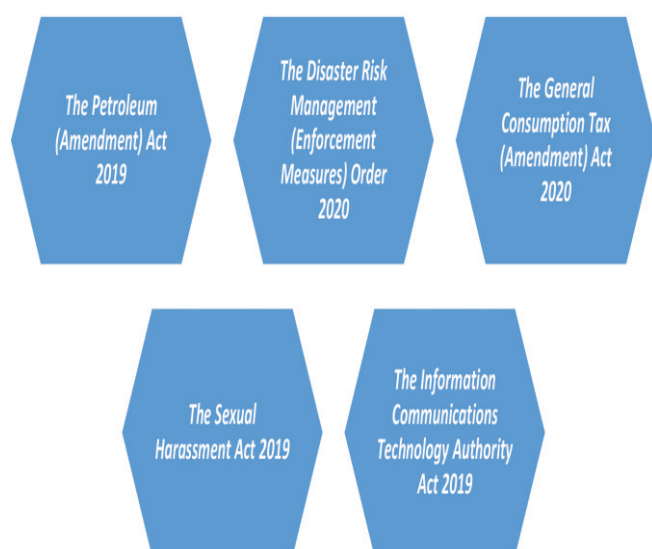 The Petroleum
(Amendment) Act
2019
The Disaster Risk
Management
(Enforcement
Measures) Order
2020
The General
Consumption Tax
(Amendment) Act
2020
The Sexual
Harassment Act 2019
The Information
Communications
Technology Authority
Act 2019